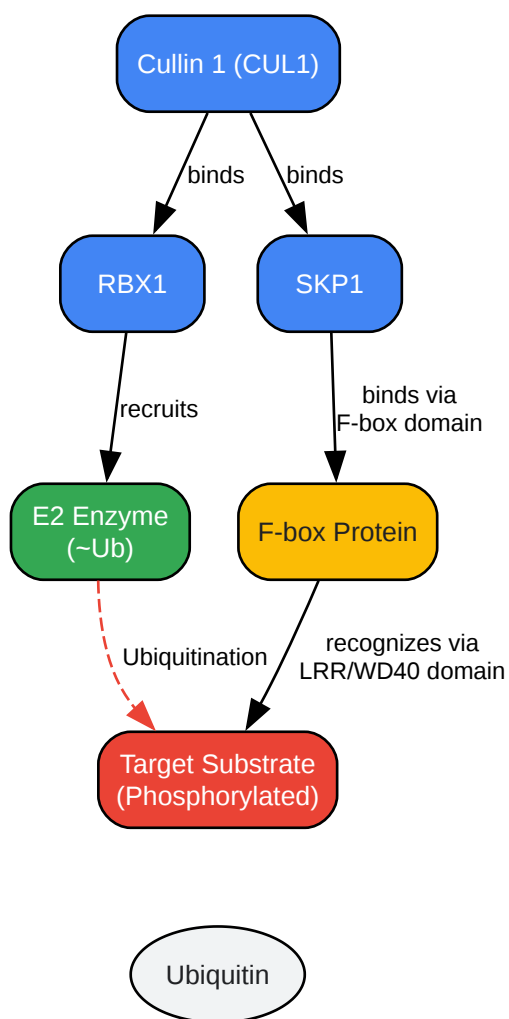 Cullin 1 (CUL1)
binds
binds
RBX1
SKP1
recruits
binds via
F-box domain
E2 Enzyme
(~Ub)
F-box Protein
Ubiquitination
recognizes via
LRR/WD40 domain
Target Substrate
(Phosphorylated)
Ubiquitin